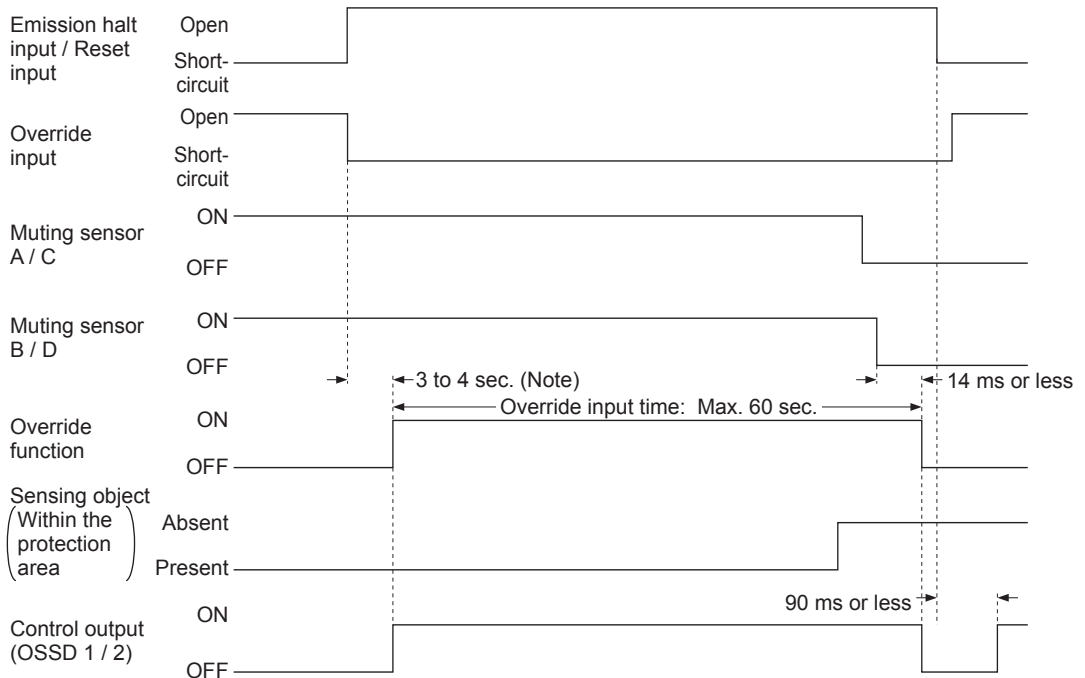 Emission halt
input / Reset
input
Open
Short-
circuit
Override
input
Open
Short-
circuit
Muting sensor
A / C
ON
OFF
Muting sensor
B / D
ON
OFF
3 to 4 sec. (Note)
14 ms or less
Override input time: Max. 60 sec.
Override
function
ON
OFF
Sensing object
(Within the
protection
area)
Absent
Present
90 ms or less
Control output
(OSSD 1 / 2)
ON
OFF